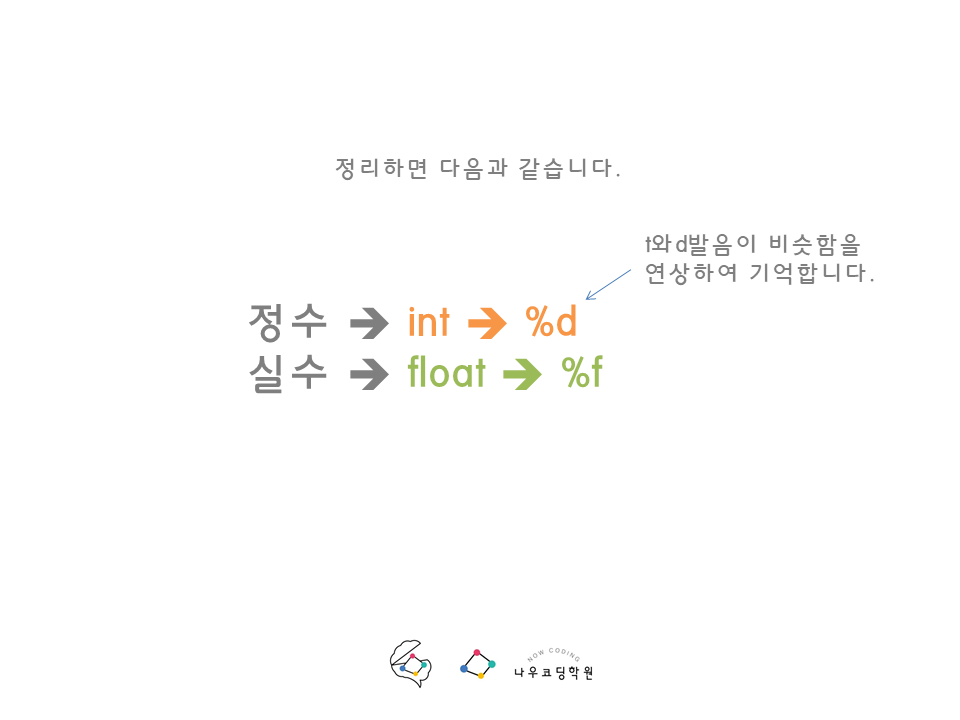 정리하면 다음과 같습니다.
t와d발음이 비슷함을
연상하여 기억합니다.
정수 ➔ int ➔ %d
실수 ➔ float ➔ %f
NOW CODING
나우코딩학원